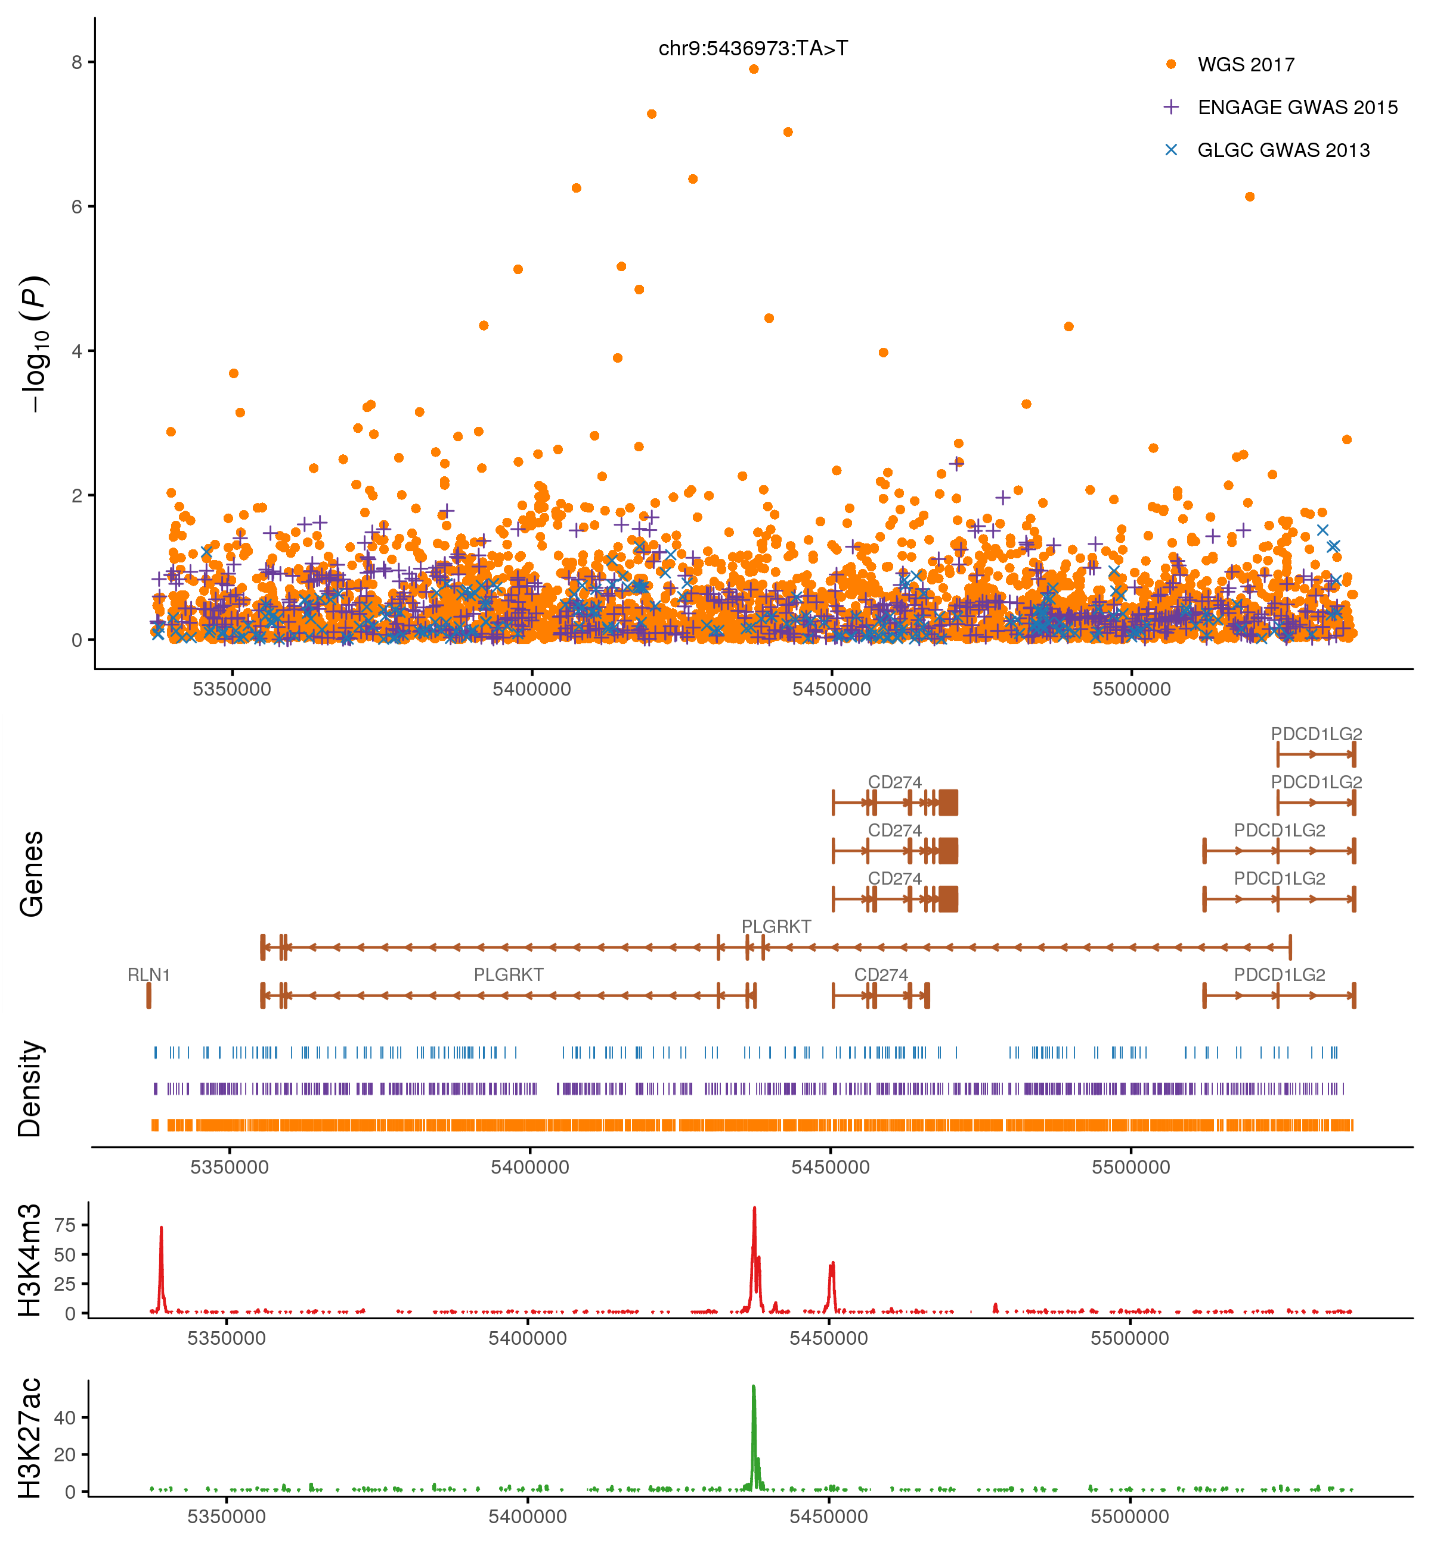 chr9:5436973:TA>T
WGS 2017
ENGAGE GWAS 2015
GLGC GWAS 2013
−log10 (P)
8
6
4
2
0
5350000 5400000 5450000 5500000
Genes
PDCD1LG2
CD274 PDCD1LG2
CD274 PDCD1LG2
CD274 PDCD1LG2
PLGRKT
RLN1 PLGRKT CD274 PDCD1LG2
Density
5350000 5400000 5450000 5500000
H3K4m3
75
50
25
0
5350000 5400000 5450000 5500000
H3K27ac
40
20
0
5350000 5400000 5450000 5500000